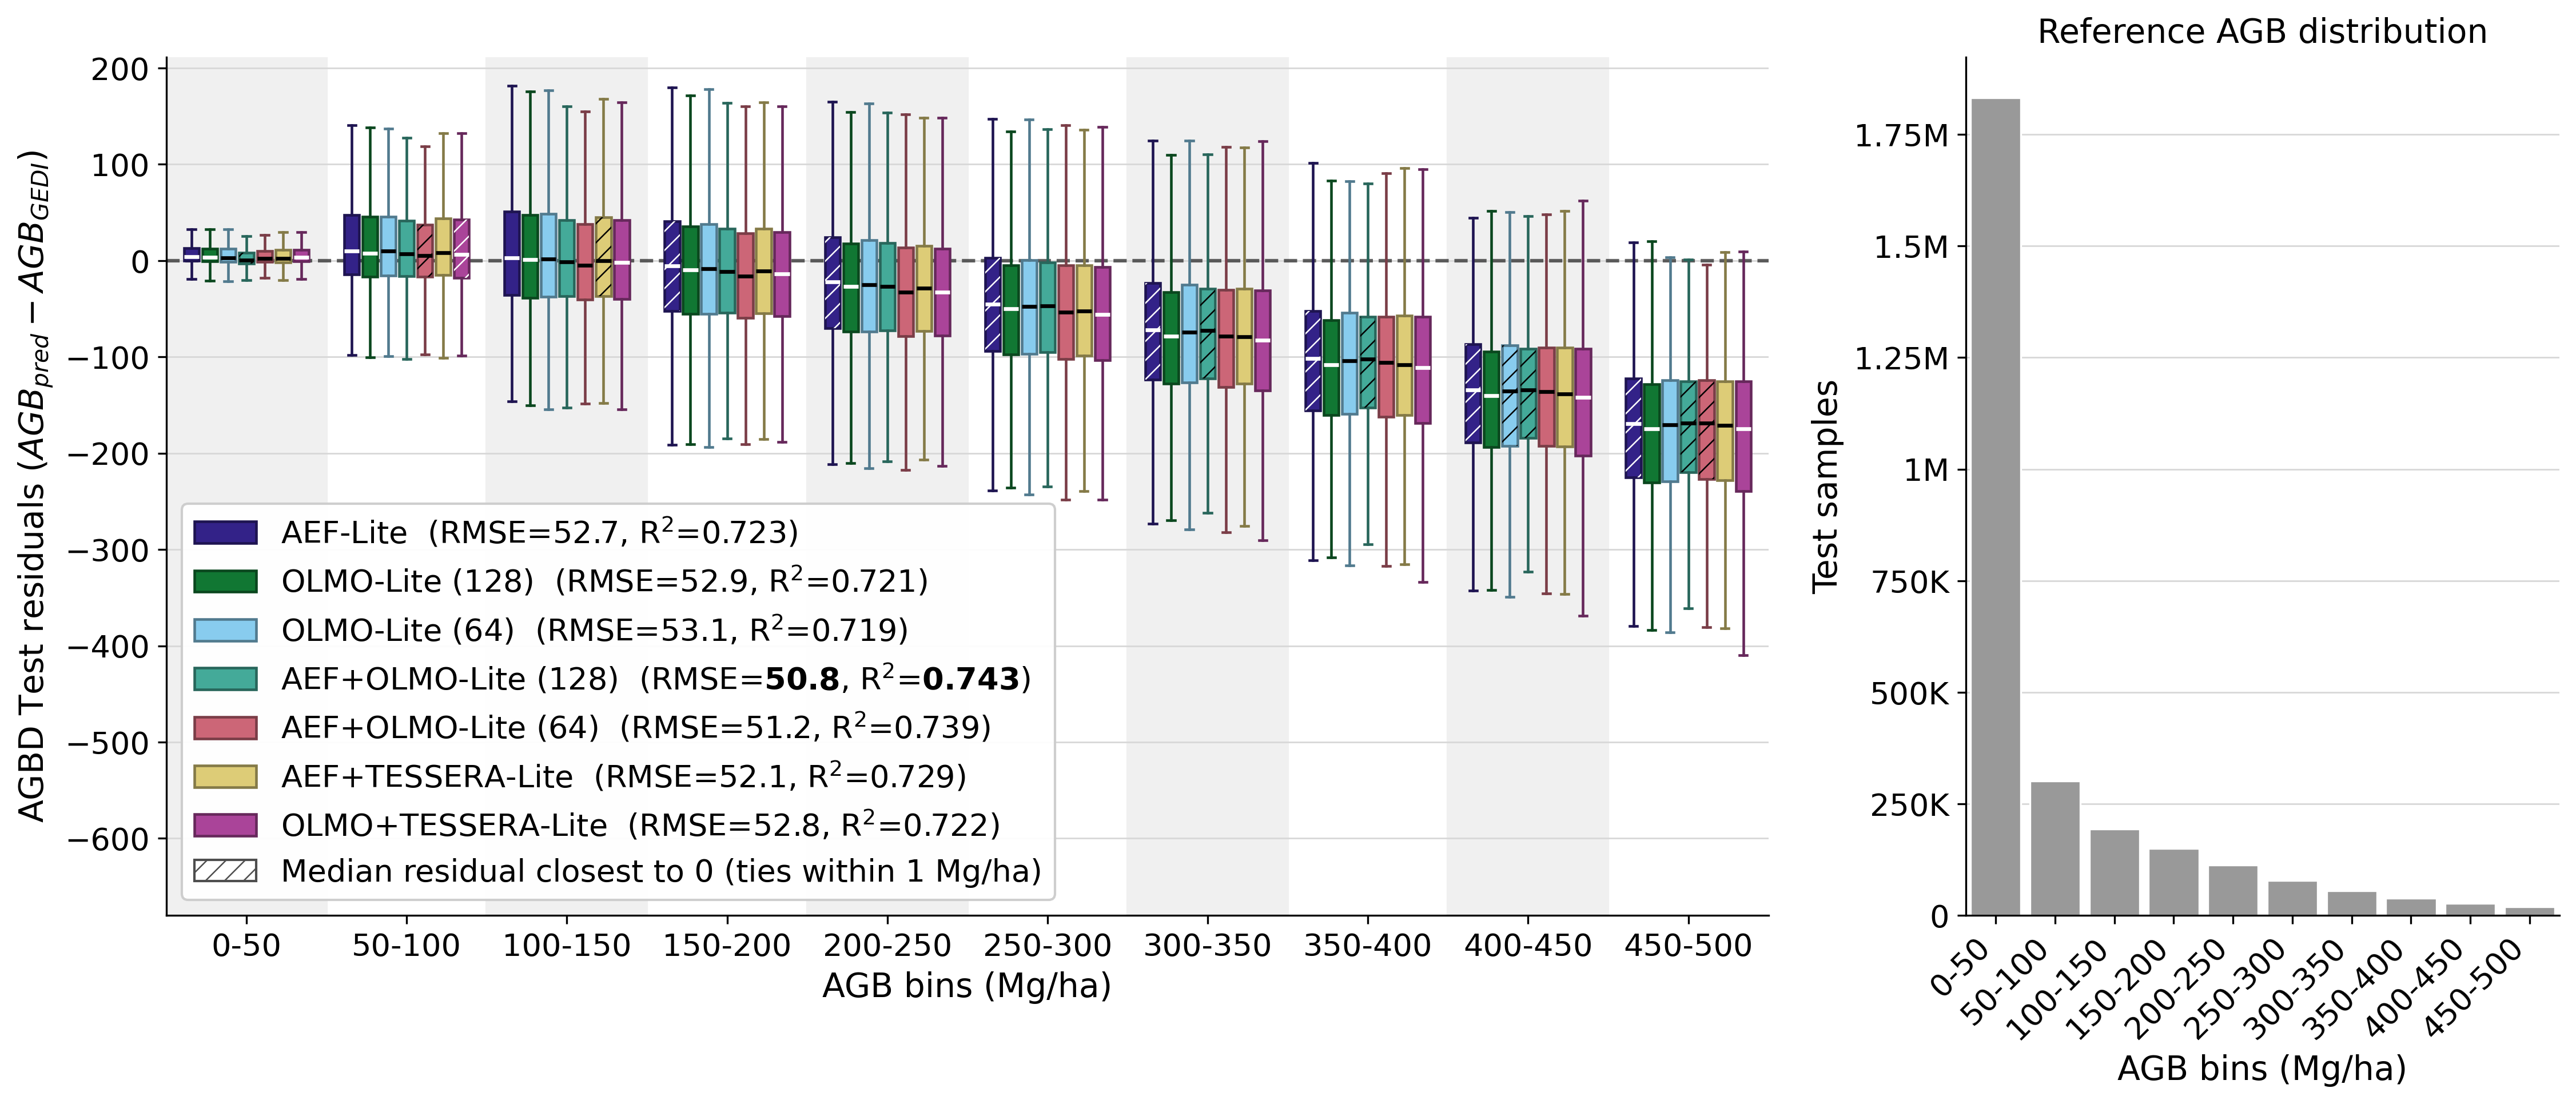 AGBD Test residuals (AGB_pred − AGB_GEDI)
200
100
0
−100
−200
−300
−400
−500
−600
AEF-Lite (RMSE=52.7, R²=0.723)
OLMO-Lite (128) (RMSE=52.9, R²=0.721)
OLMO-Lite (64) (RMSE=53.1, R²=0.719)
AEF+OLMO-Lite (128) (RMSE=50.8, R²=0.743)
AEF+OLMO-Lite (64) (RMSE=51.2, R²=0.739)
AEF+TESSERA-Lite (RMSE=52.1, R²=0.729)
OLMO+TESSERA-Lite (RMSE=52.8, R²=0.722)
Median residual closest to 0 (ties within 1 Mg/ha)
0-50 50-100 100-150 150-200 200-250 250-300 300-350 350-400 400-450 450-500
AGB bins (Mg/ha)
Reference AGB distribution
Test samples
1.75M
1.5M
1.25M
1M
750K
500K
250K
0
0-50
50-100
100-150
150-200
200-250
250-300
300-350
350-400
400-450
450-500
AGB bins (Mg/ha)